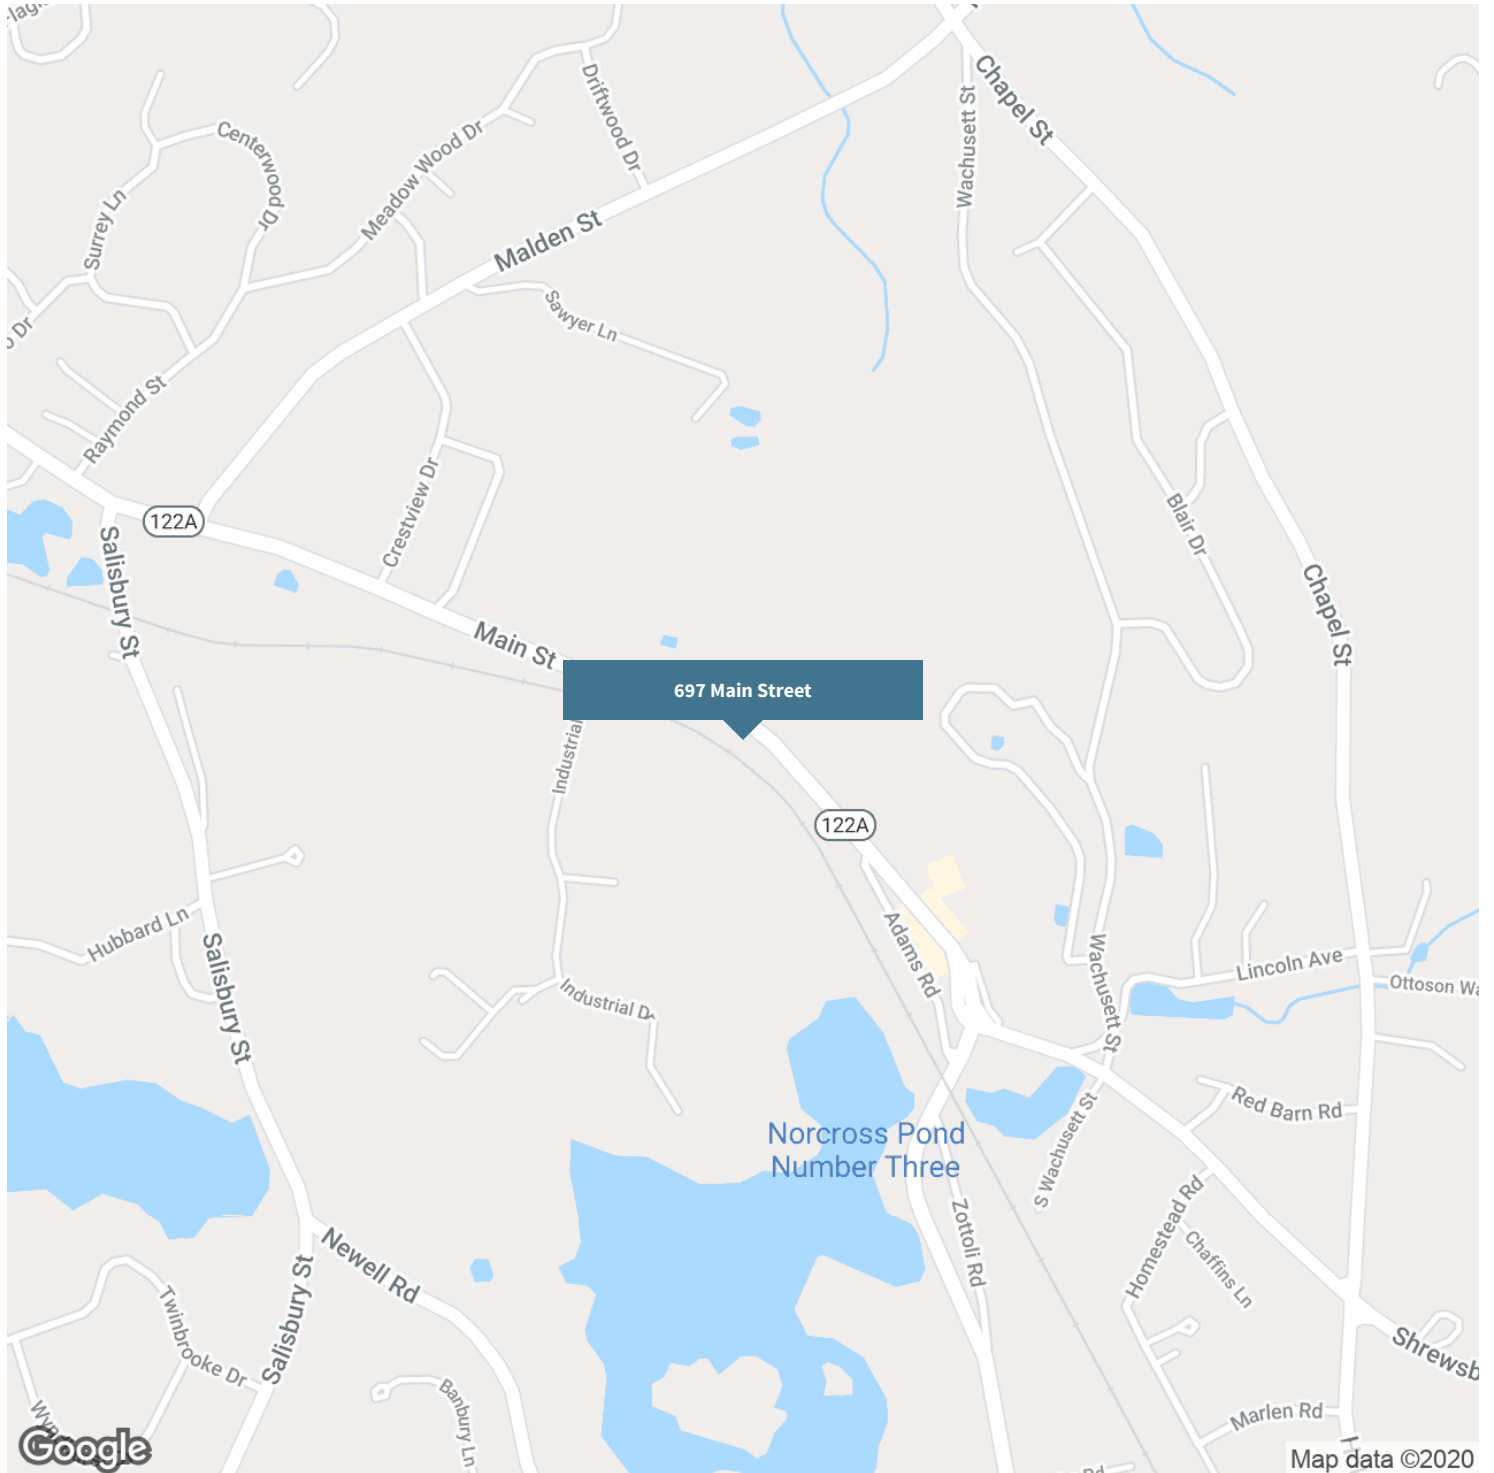 Chapel St
Driftwood Dr
Wachusett St
Centerwood Dr
Meadow Wood Dr
Surrey Ln
Malden St
Sawyer Ln
Dr
Raymond St
Crestview Dr
Blair Dr
122A
Salisbury St
Chapel St
Main St
697 Main Street
Industrial
122A
Hubbard Ln
Adams Rd
Salisbury St
Wachusett St
Lincoln Ave
Ottoson
Industrial Dr
Red Barn Rd
Norcross Pond
Number Three
S Wachusett St
Homestead Rd
Zottoli Rd
Chaffins Ln
Newell Rd
Salisbury St
Twinbrooke Dr
Banbury Ln
Marlen Rd
Google
Map data ©2020